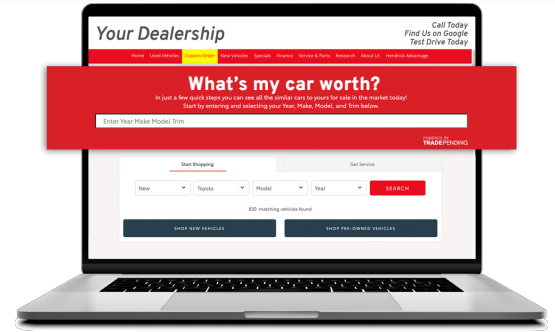 Your Dealership
Call Today
Find Us on Google
Test Drive Today
Home Used Vehicles Custom Order New Vehicles Specials Finance Service & Parts Research About Us Hendrick Advantage
What's my car worth?
In just a few quick steps you can see all the similar cars to yours for sale in the market today!
Start by entering and selecting your Year, Make, Model, and Trim below.
Enter Year Make Model Trim
POWERED BY
TRADEPENDING
Start Shopping Get Service
New Toyota Model Year SEARCH
830 matching vehicles found
SHOP NEW VEHICLES SHOP PRE-OWNED VEHICLES